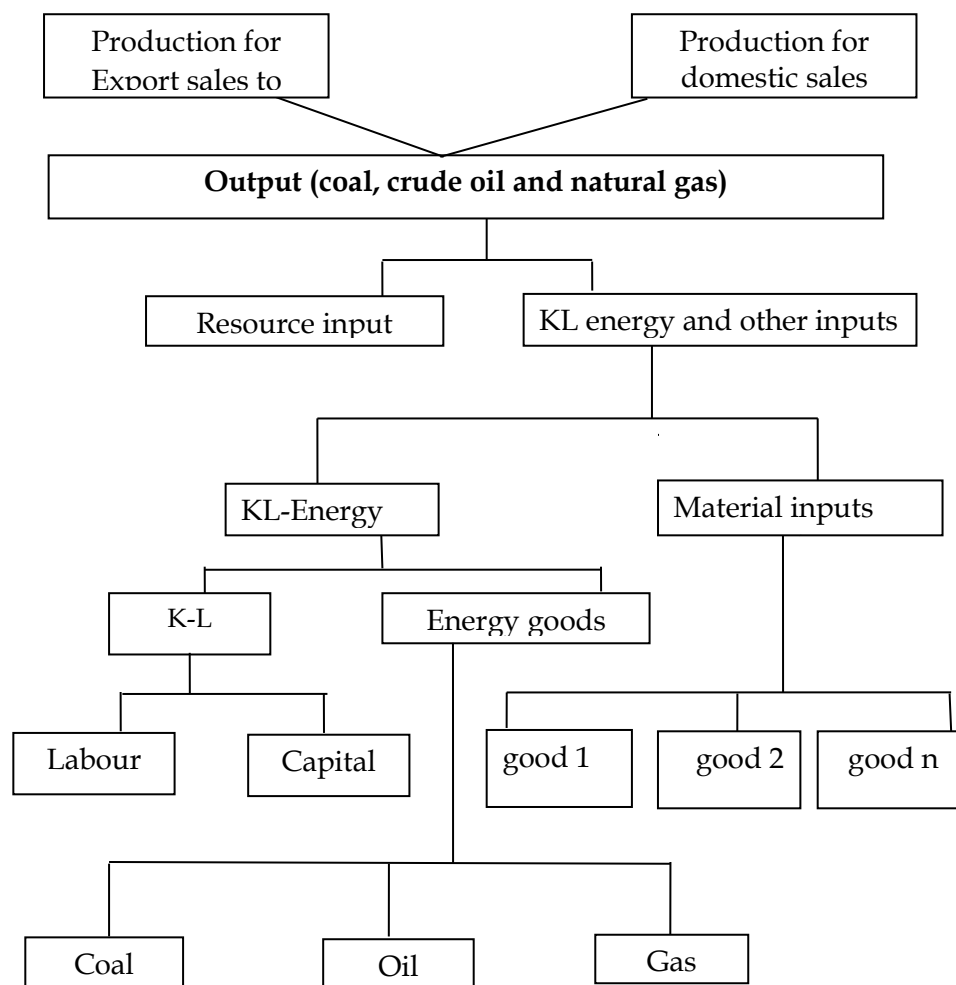 Production for
Export sales to
Production for
domestic sales
Output (coal, crude oil and natural gas)
Resource input
KL energy and other inputs
KL-Energy
Material inputs
K-L
Energy goods
Labour
Capital
good 1
good 2
good n
Coal
Oil
Gas